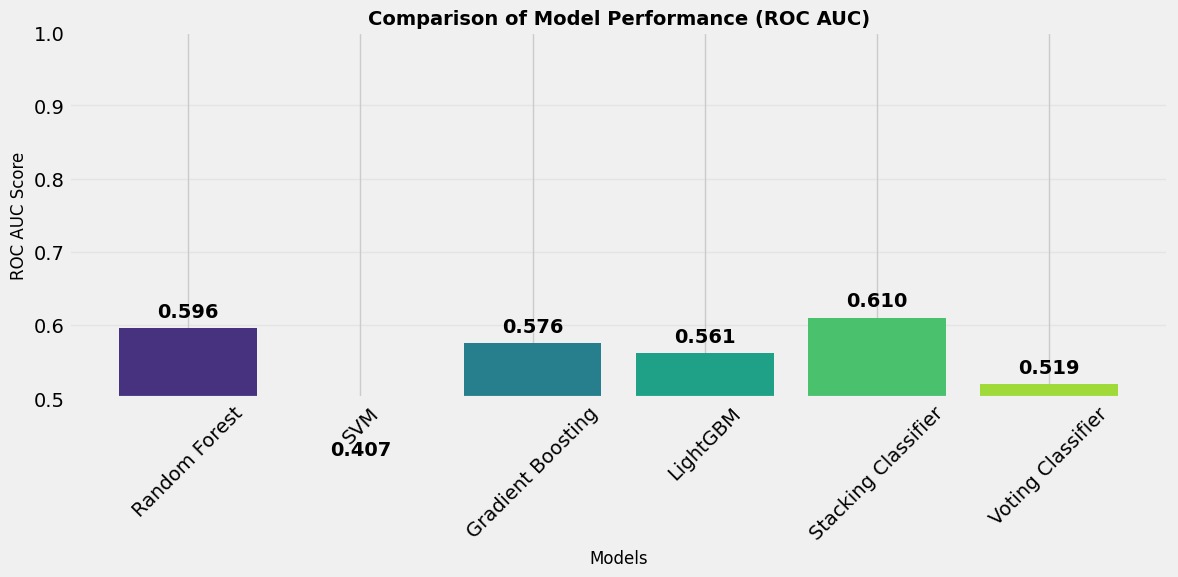 Comparison of Model Performance (ROC AUC)
ROC AUC Score
1.0
0.9
0.8
0.7
0.6
0.5
0.596
0.407
0.576
0.561
0.610
0.519
Random Forest
SVM
Gradient Boosting
LightGBM
Stacking Classifier
Voting Classifier
Models